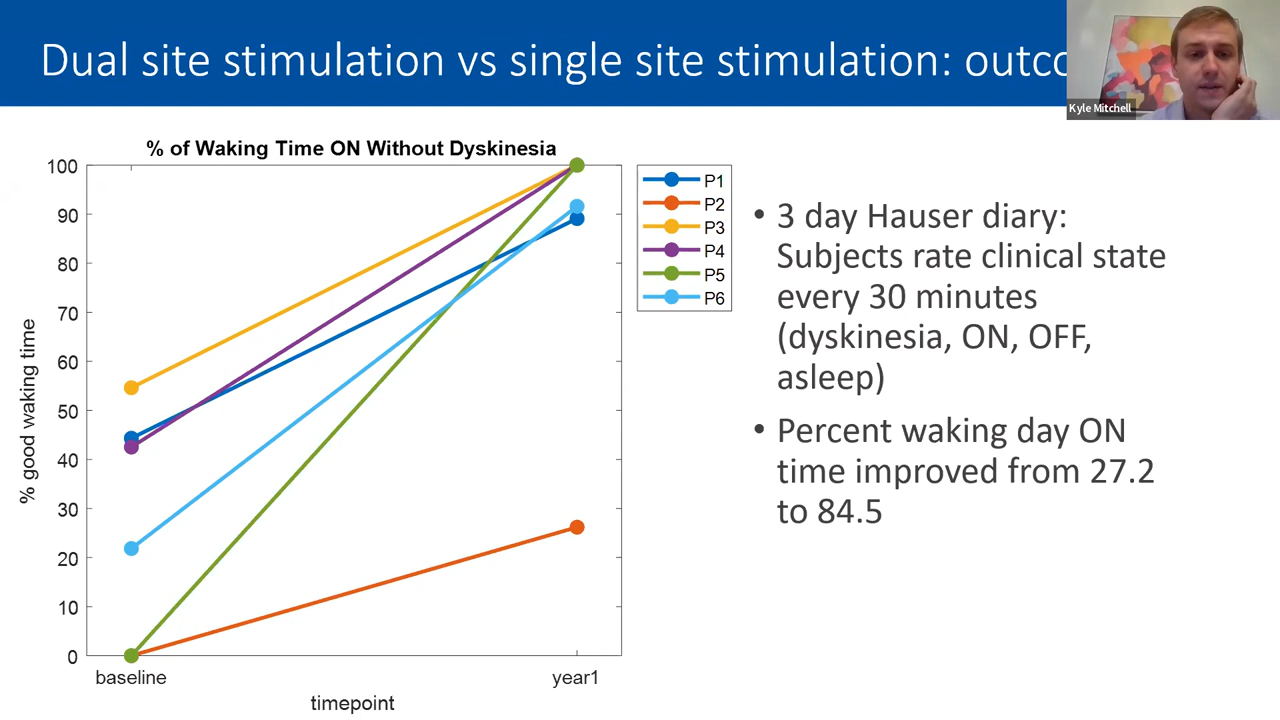 Dual site stimulation vs single site stimulation: outco
Kyle Mitchell
% of Waking Time ON Without Dyskinesia
100
90
80
70
60
50
40
30
20
10
0
% good waking time
baseline
year1
timepoint
P1
P2
P3
P4
P5
P6
• 3 day Hauser diary:
Subjects rate clinical state
every 30 minutes
(dyskinesia, ON, OFF,
asleep)
• Percent waking day ON
time improved from 27.2
to 84.5